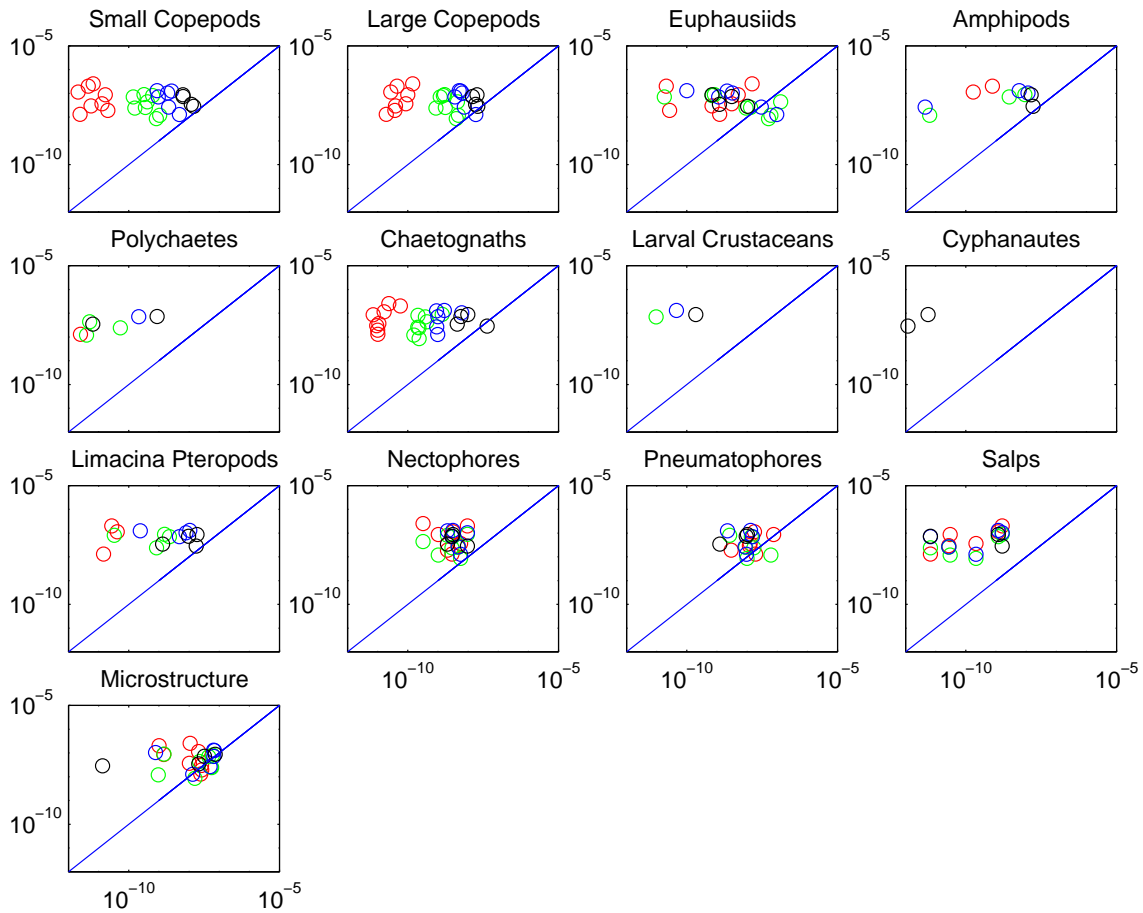 Small Copepods Large Copepods Euphausiids Amphipods
10^-5 10^-5 10^-5 10^-5
10^-10 10^-10 10^-10 10^-10
Polychaetes Chaetognaths Larval Crustaceans Cyphanautes
10^-5 10^-5 10^-5 10^-5
10^-10 10^-10 10^-10 10^-10
Limacina Pteropods Nectophores Pneumatophores Salps
10^-5 10^-5 10^-5 10^-5
10^-10 10^-10 10^-10 10^-10
10^-10 10^-5 10^-10 10^-5 10^-10 10^-5
Microstructure
10^-5
10^-10
10^-10 10^-5